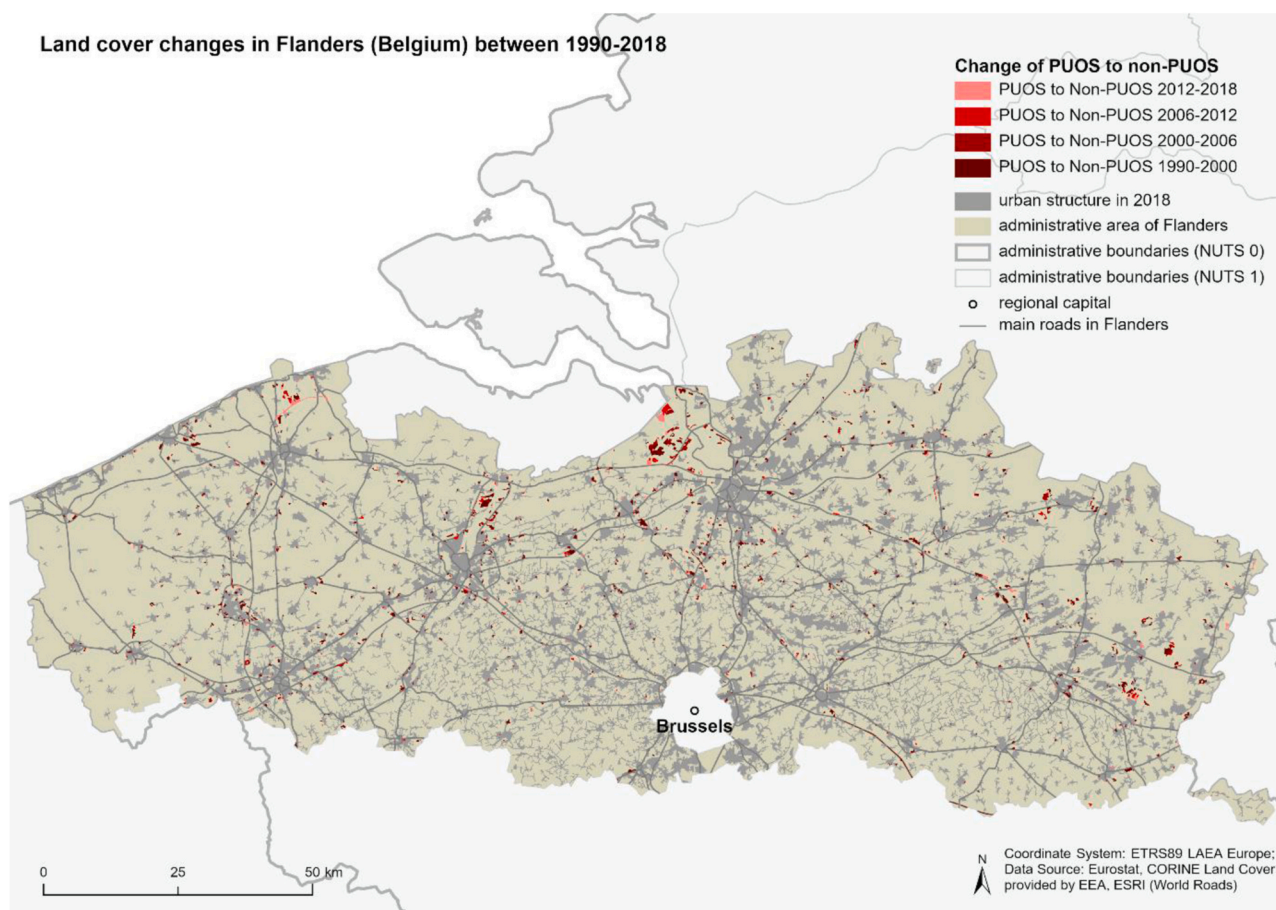 Land cover changes in Flanders (Belgium) between 1990-2018
Change of PUOS to non-PUOS
PUOS to Non-PUOS 2012-2018
PUOS to Non-PUOS 2006-2012
PUOS to Non-PUOS 2000-2006
PUOS to Non-PUOS 1990-2000
urban structure in 2018
administrative area of Flanders
administrative boundaries (NUTS 0)
administrative boundaries (NUTS 1)
regional capital
main roads in Flanders
Brussels
0 25 50 km
N
Coordinate System: ETRS89 LAEA Europe;
Data Source: Eurostat, CORINE Land Cover
provided by EEA, ESRI (World Roads)